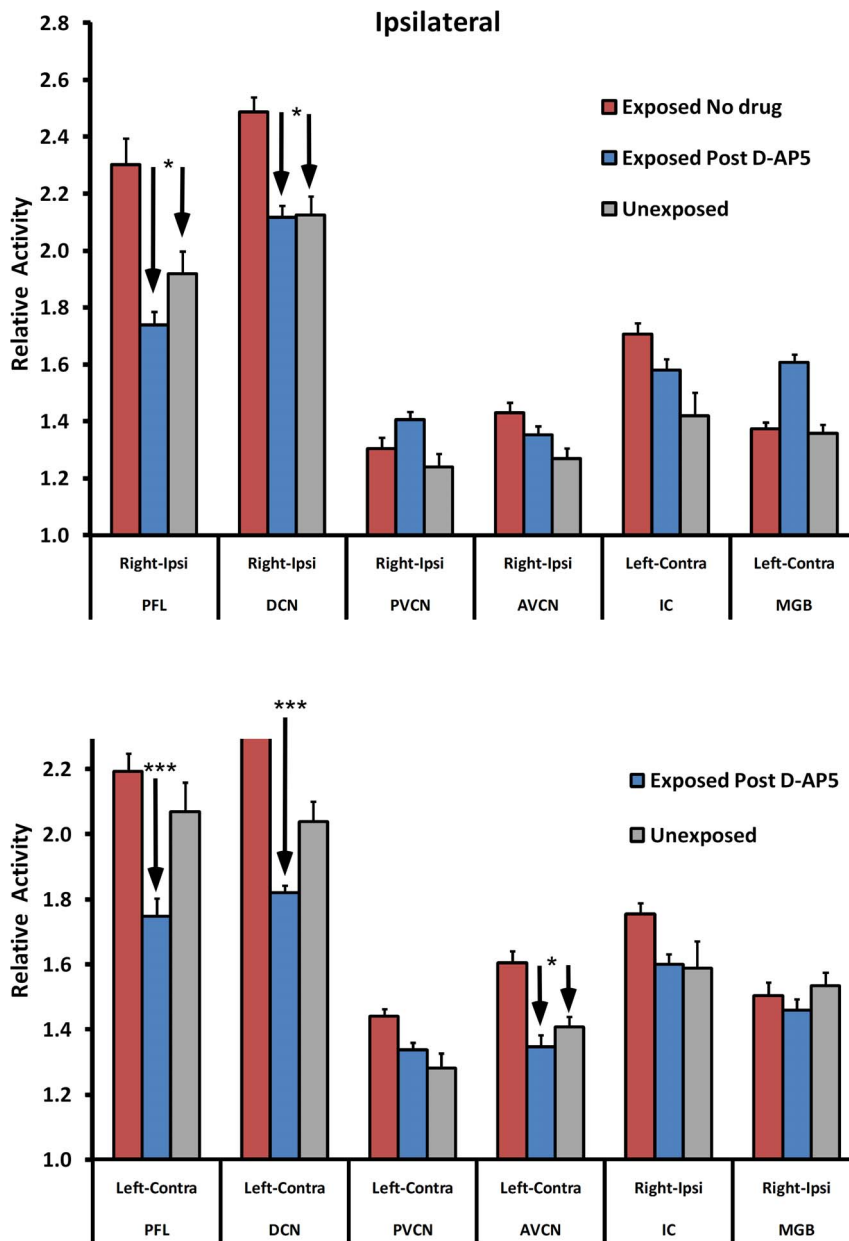 Ipsilateral
2.8
2.6
2.4
2.2
2.0
1.8
1.6
1.4
1.2
1.0
Relative Activity
* *
Exposed No drug
Exposed Post D-AP5
Unexposed
Right-Ipsi Right-Ipsi Right-Ipsi Right-Ipsi Left-Contra Left-Contra
PFL DCN PVCN AVCN IC MGB
2.2
2.0
1.8
1.6
1.4
1.2
1.0
Relative Activity
*** *** *
Exposed Post D-AP5
Unexposed
Left-Contra Left-Contra Left-Contra Left-Contra Right-Ipsi Right-Ipsi
PFL DCN PVCN AVCN IC MGB